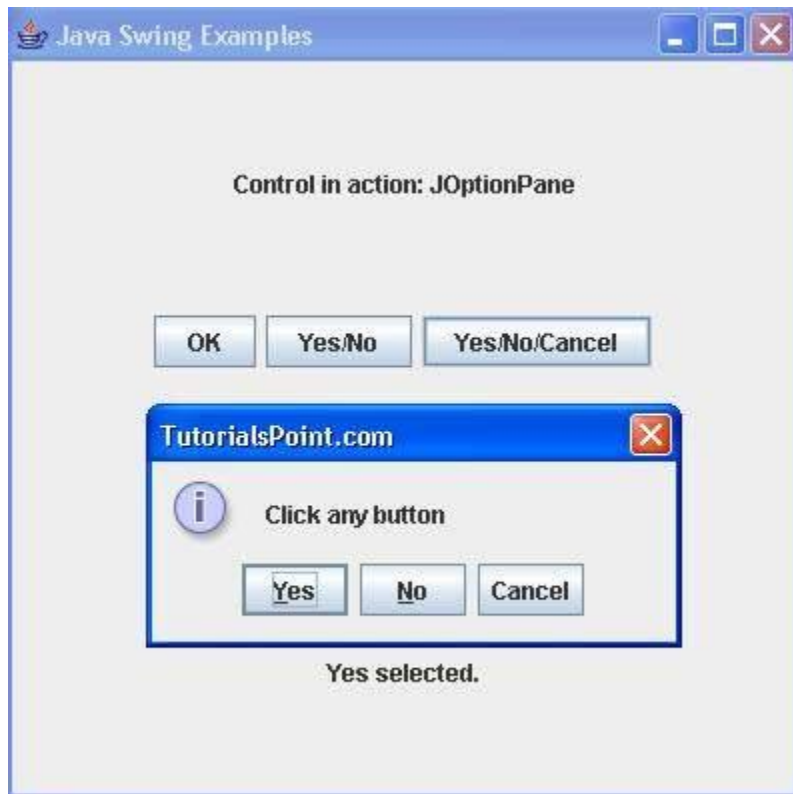 Java Swing Examples
Control in action: JOptionPane
OK Yes/No Yes/No/Cancel
TutorialsPoint.com
i Click any button
Yes No Cancel
Yes selected.